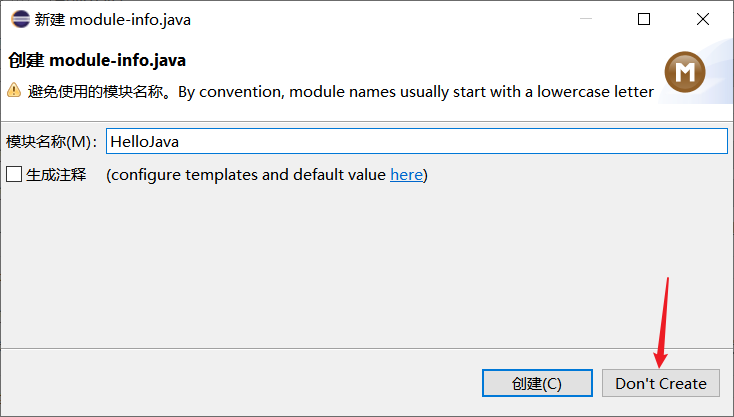 新建 module-info.java
创建 module-info.java
避免使用的模块名称。By convention, module names usually start with a lowercase letter
模块名称(M): HelloJava
生成注释 (configure templates and default value here)
创建(C) Don't Create